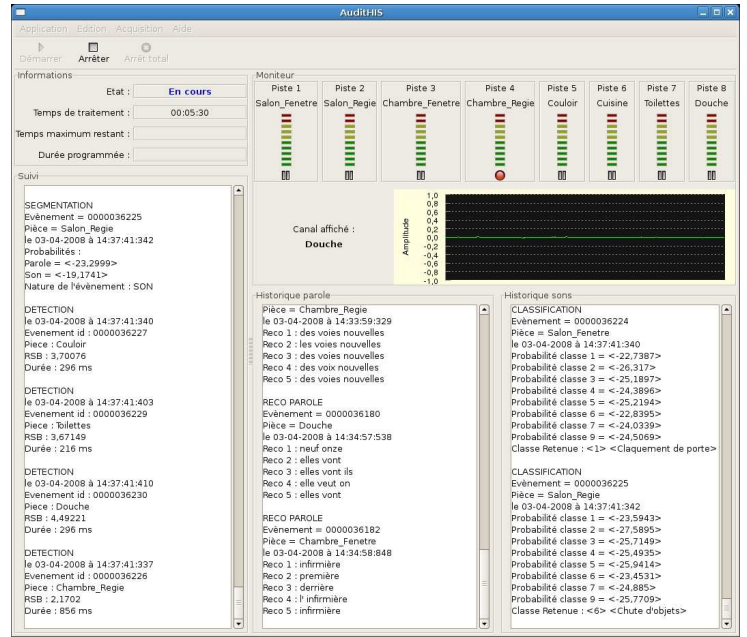 AuditHIS
Application Edition Acquisition Aide
Démarrer Arrêter Arrêt total
Informations
Etat : En cours
Temps de traitement : 00:05:30
Temps maximum restant :
Durée programmée :
Moniteur
Piste 1 Piste 2 Piste 3 Piste 4 Piste 5 Piste 6 Piste 7 Piste 8
Salon_Fenetre Salon_Regie Chambre_Fenetre Chambre_Regie Couloir Cuisine Toilettes Douche
Canal affiché :
Douche
Amplitude
1,0
0,8
0,6
0,4
0,2
0,0
-0,2
-0,4
-0,6
-0,8
-1,0
Suivi
SEGMENTATION
Evènement = 0000036225
Pièce = Salon_Regie
le 03-04-2008 à 14:37:41:342
Probabilités :
Parole = <-23,2999>
Son = <-19,1741>
Nature de l'évènement : SON
DETECTION
le 03-04-2008 à 14:37:41:340
Evenement id : 0000036227
Piece : Couloir
RSB : 3,70076
Durée : 296 ms
DETECTION
le 03-04-2008 à 14:37:41:403
Evenement id : 0000036229
Piece : Toilettes
RSB : 3,67149
Durée : 216 ms
DETECTION
le 03-04-2008 à 14:37:41:410
Evenement id : 0000036230
Piece : Douche
RSB : 4,49221
Durée : 296 ms
DETECTION
le 03-04-2008 à 14:37:41:337
Evenement id : 0000036226
Piece : Chambre_Regie
RSB : 2,1702
Durée : 856 ms
Historique parole
Pièce = Chambre_Regie
le 03-04-2008 à 14:33:59:329
Reco 1 : des voies nouvelles
Reco 2 : les voies nouvelles
Reco 3 : des voies nouvelles
Reco 4 : des voix nouvelles
Reco 5 : des voies nouvelles
RECO PAROLE
Evènement = 0000036180
Pièce = Douche
le 03-04-2008 à 14:34:57:538
Reco 1 : neuf onze
Reco 2 : elles vont
Reco 3 : elles vont ils
Reco 4 : elle veut on
Reco 5 : elles vont
RECO PAROLE
Evènement = 0000036182
Pièce = Chambre_Fenetre
le 03-04-2008 à 14:34:58:848
Reco 1 : infirmière
Reco 2 : première
Reco 3 : derrière
Reco 4 : l' infirmière
Reco 5 : infirmière
Historique sons
CLASSIFICATION
Evènement = 0000036224
Pièce = Salon_Fenetre
le 03-04-2008 à 14:37:41:340
Probabilité classe 1 = <-22,7387>
Probabilité classe 2 = <-26,317>
Probabilité classe 3 = <-25,1897>
Probabilité classe 4 = <-24,3896>
Probabilité classe 5 = <-25,2194>
Probabilité classe 6 = <-22,8395>
Probabilité classe 7 = <-24,0339>
Probabilité classe 9 = <-24,5069>
Classe Retenue : <1> <Claquement de porte>
CLASSIFICATION
Evènement = 0000036225
Pièce = Salon_Regie
le 03-04-2008 à 14:37:41:342
Probabilité classe 1 = <-23,5943>
Probabilité classe 2 = <-27,5895>
Probabilité classe 3 = <-25,7149>
Probabilité classe 4 = <-25,4935>
Probabilité classe 5 = <-25,9414>
Probabilité classe 6 = <-23,4531>
Probabilité classe 7 = <-24,885>
Probabilité classe 9 = <-25,7709>
Classe Retenue : <6> <Chute d'objets>